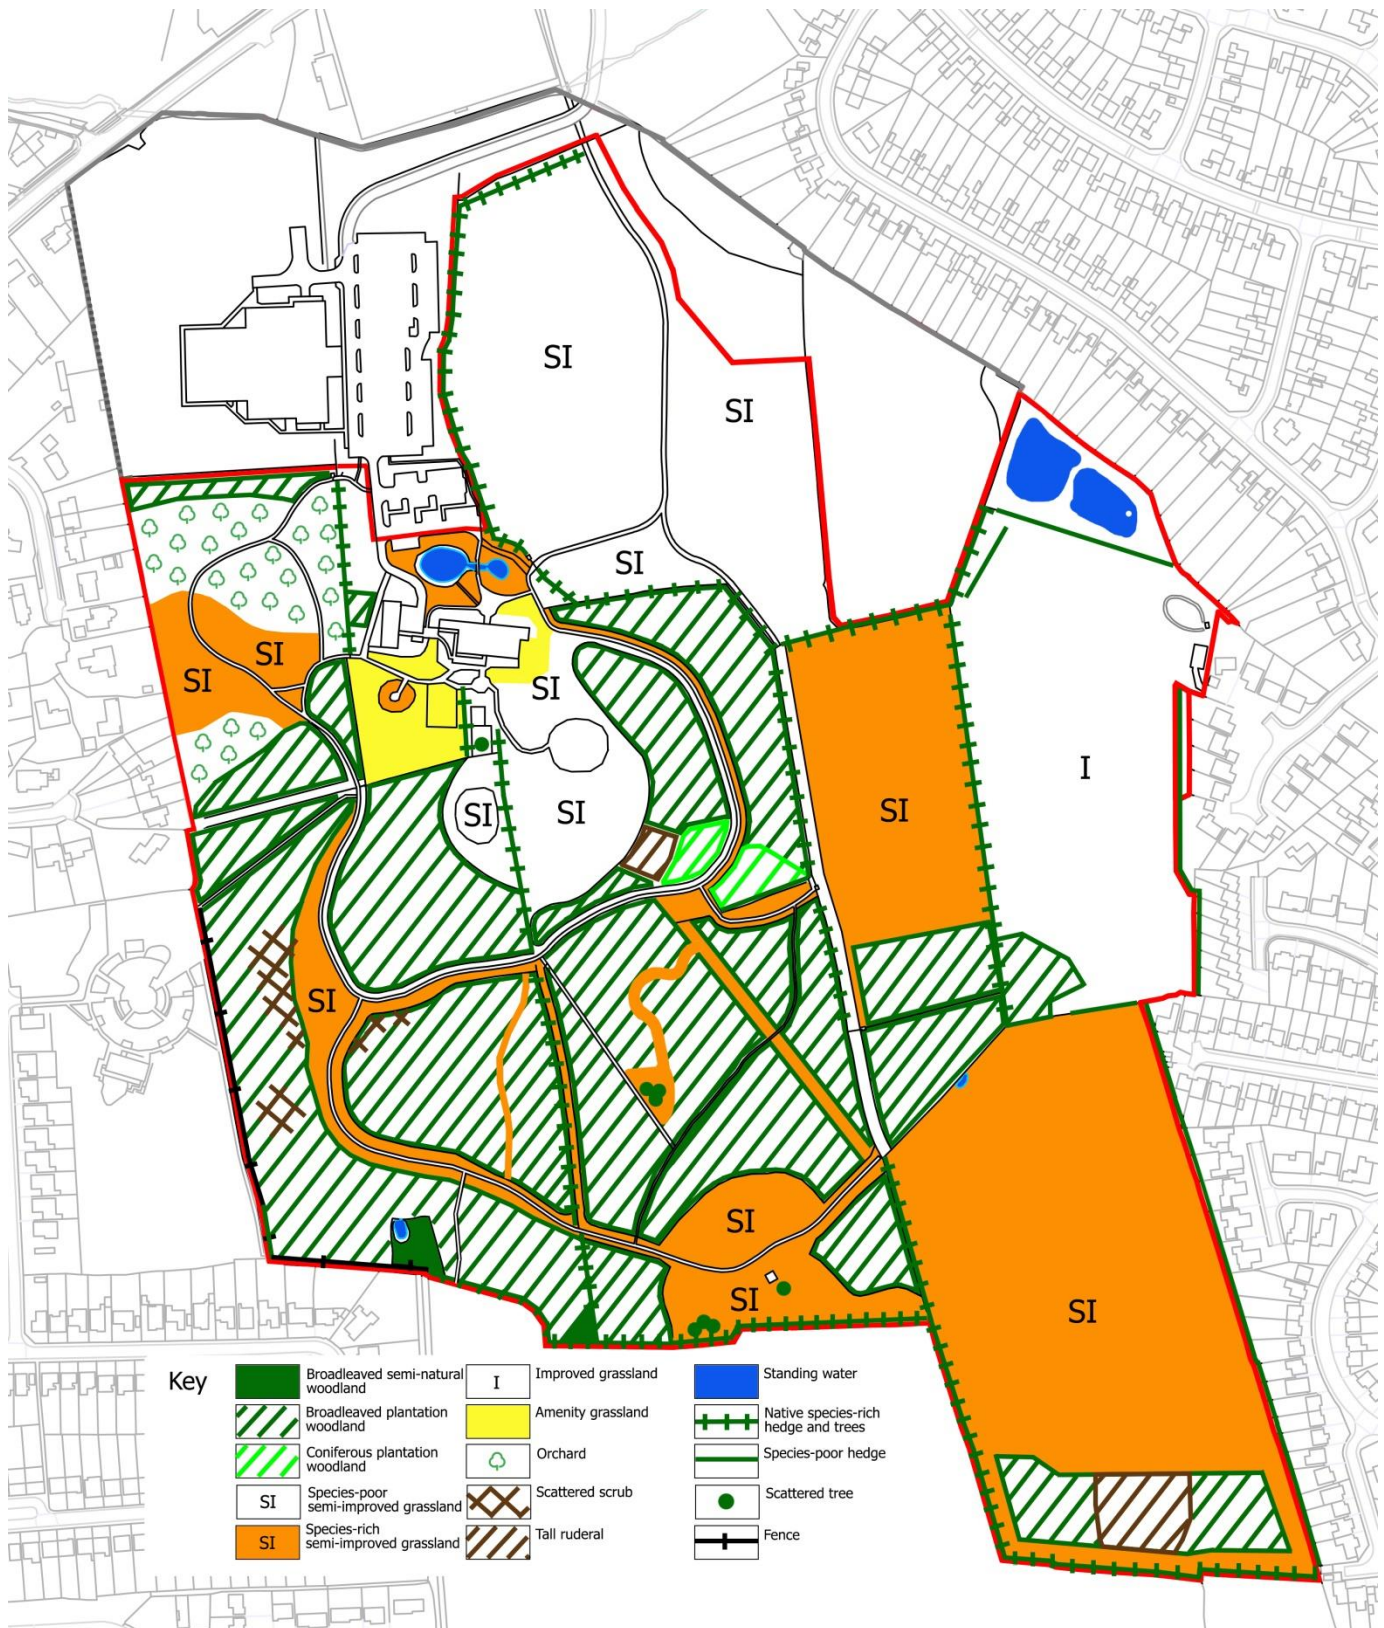 SI
SI
SI
SI
SI
SI
I
SI
SI
SI
SI
SI
SI
SI
Key
Broadleaved semi-natural
woodland
Broadleaved plantation
woodland
Coniferous plantation
woodland
SI
Species-poor
semi-improved grassland
SI
Species-rich
semi-improved grassland
I
Improved grassland
Amenity grassland
Orchard
Scattered scrub
Tall ruderal
Standing water
Native species-rich
hedge and trees
Species-poor hedge
Scattered tree
Fence